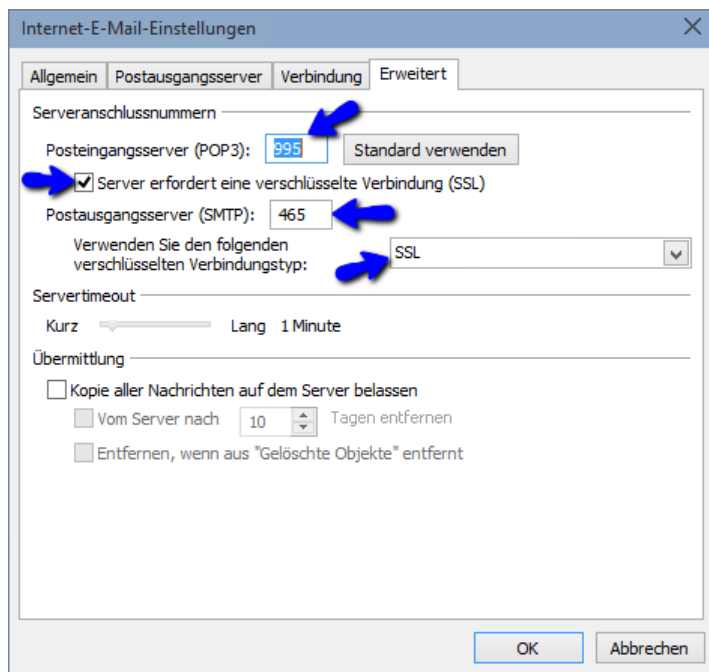 Internet-E-Mail-Einstellungen
Allgemein Postausgangsserver Verbindung Erweitert
Serveranschlussnummern
Posteingangsserver (POP3): 995 Standard verwenden
Server erfordert eine verschlüsselte Verbindung (SSL)
Postausgangsserver (SMTP): 465
Verwenden Sie den folgenden
verschlüsselten Verbindungstyp: SSL
Servertimeout
Kurz Lang 1 Minute
Übermittlung
Kopie aller Nachrichten auf dem Server belassen
Vom Server nach 10 Tagen entfernen
Entfernen, wenn aus "Gelöschte Objekte" entfernt
OK Abbrechen